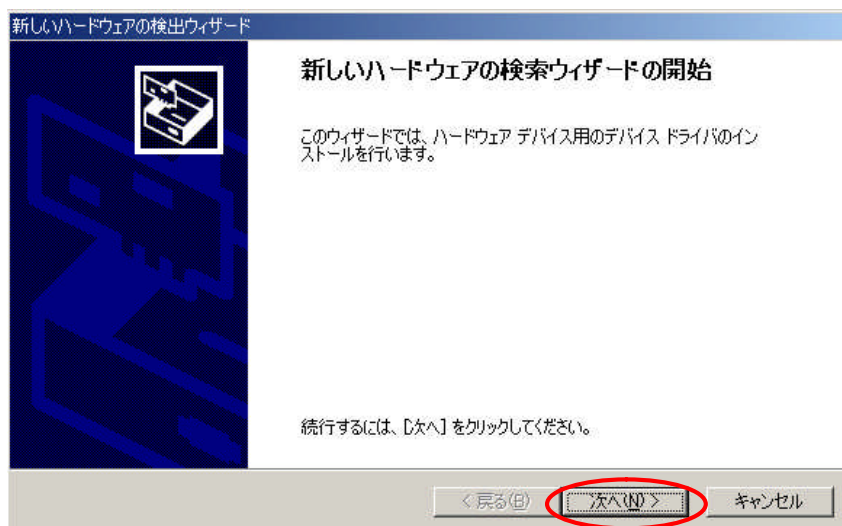 新しいハードウェアの検出ウィザード
新しいハードウェアの検索ウィザードの開始
このウィザードでは、ハードウェア デバイス用のデバイス ドライバのイン
ストールを行います。
続行するには、[次へ] をクリックしてください。
< 戻る(B) 次へ(N) > キャンセル